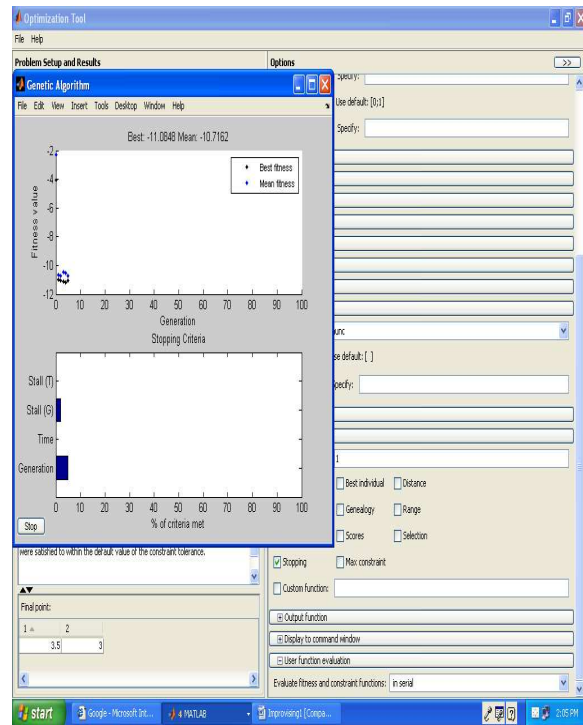 Optimization Tool
File Help
Problem Setup and Results
Options
>>
Genetic Algorithm
File Edit View Insert Tools Desktop Window Help
Best: -11.0848 Mean: -10.7162
-2
-4
-6
-8
-10
-12
Fitness value
Best fitness
Mean fitness
0 10 20 30 40 50 60 70 80 90 100
Generation
Stopping Criteria
Stall (T)
Stall (G)
Time
Generation
0 10 20 30 40 50 60 70 80 90 100
% of criteria met
Stop
Specify:
Use default: [0;1]
Specify:
unc
se default: [ ]
pecify:
1
Best individual Distance
Genealogy Range
Scores Selection
Stopping Max constraint
Custom function:
Output function
Display to command window
User function evaluation
Evaluate fitness and constraint functions: in serial
were satisfied to within the default value of the constraint tolerance.
Final point:
1 2
3.5 3
start
Google - Microsoft Int...
4 MATLAB
Improvising1 [Compa...
2:05 PM